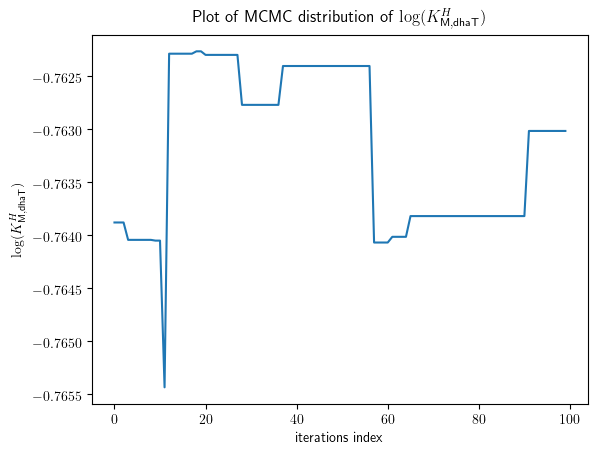 Plot of MCMC distribution of log(K^H_M,dhaT)
log(K^H_M,dhaT)
−0.7625
−0.7630
−0.7635
−0.7640
−0.7645
−0.7650
−0.7655
0 20 40 60 80 100
iterations index